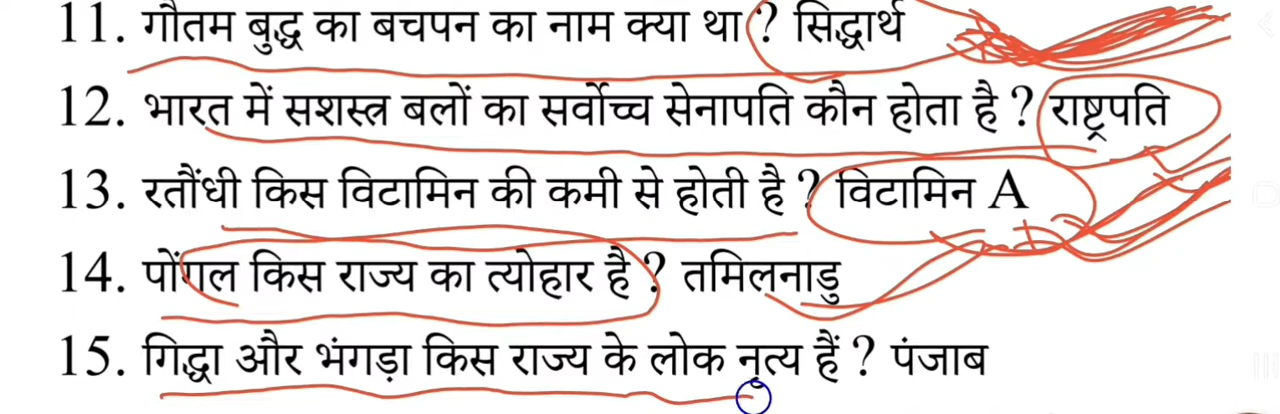 11. गौतम बुद्ध का बचपन का नाम क्या था ? सिद्धार्थ
12. भारत में सशस्त्र बलों का सर्वोच्च सेनापति कौन होता है ? राष्ट्रपति
13. रतौंधी किस विटामिन की कमी से होती है ? विटामिन A
14. पोंगल किस राज्य का त्योहार है ? तमिलनाडु
15. गिद्धा और भंगड़ा किस राज्य के लोक नृत्य हैं ? पंजाब